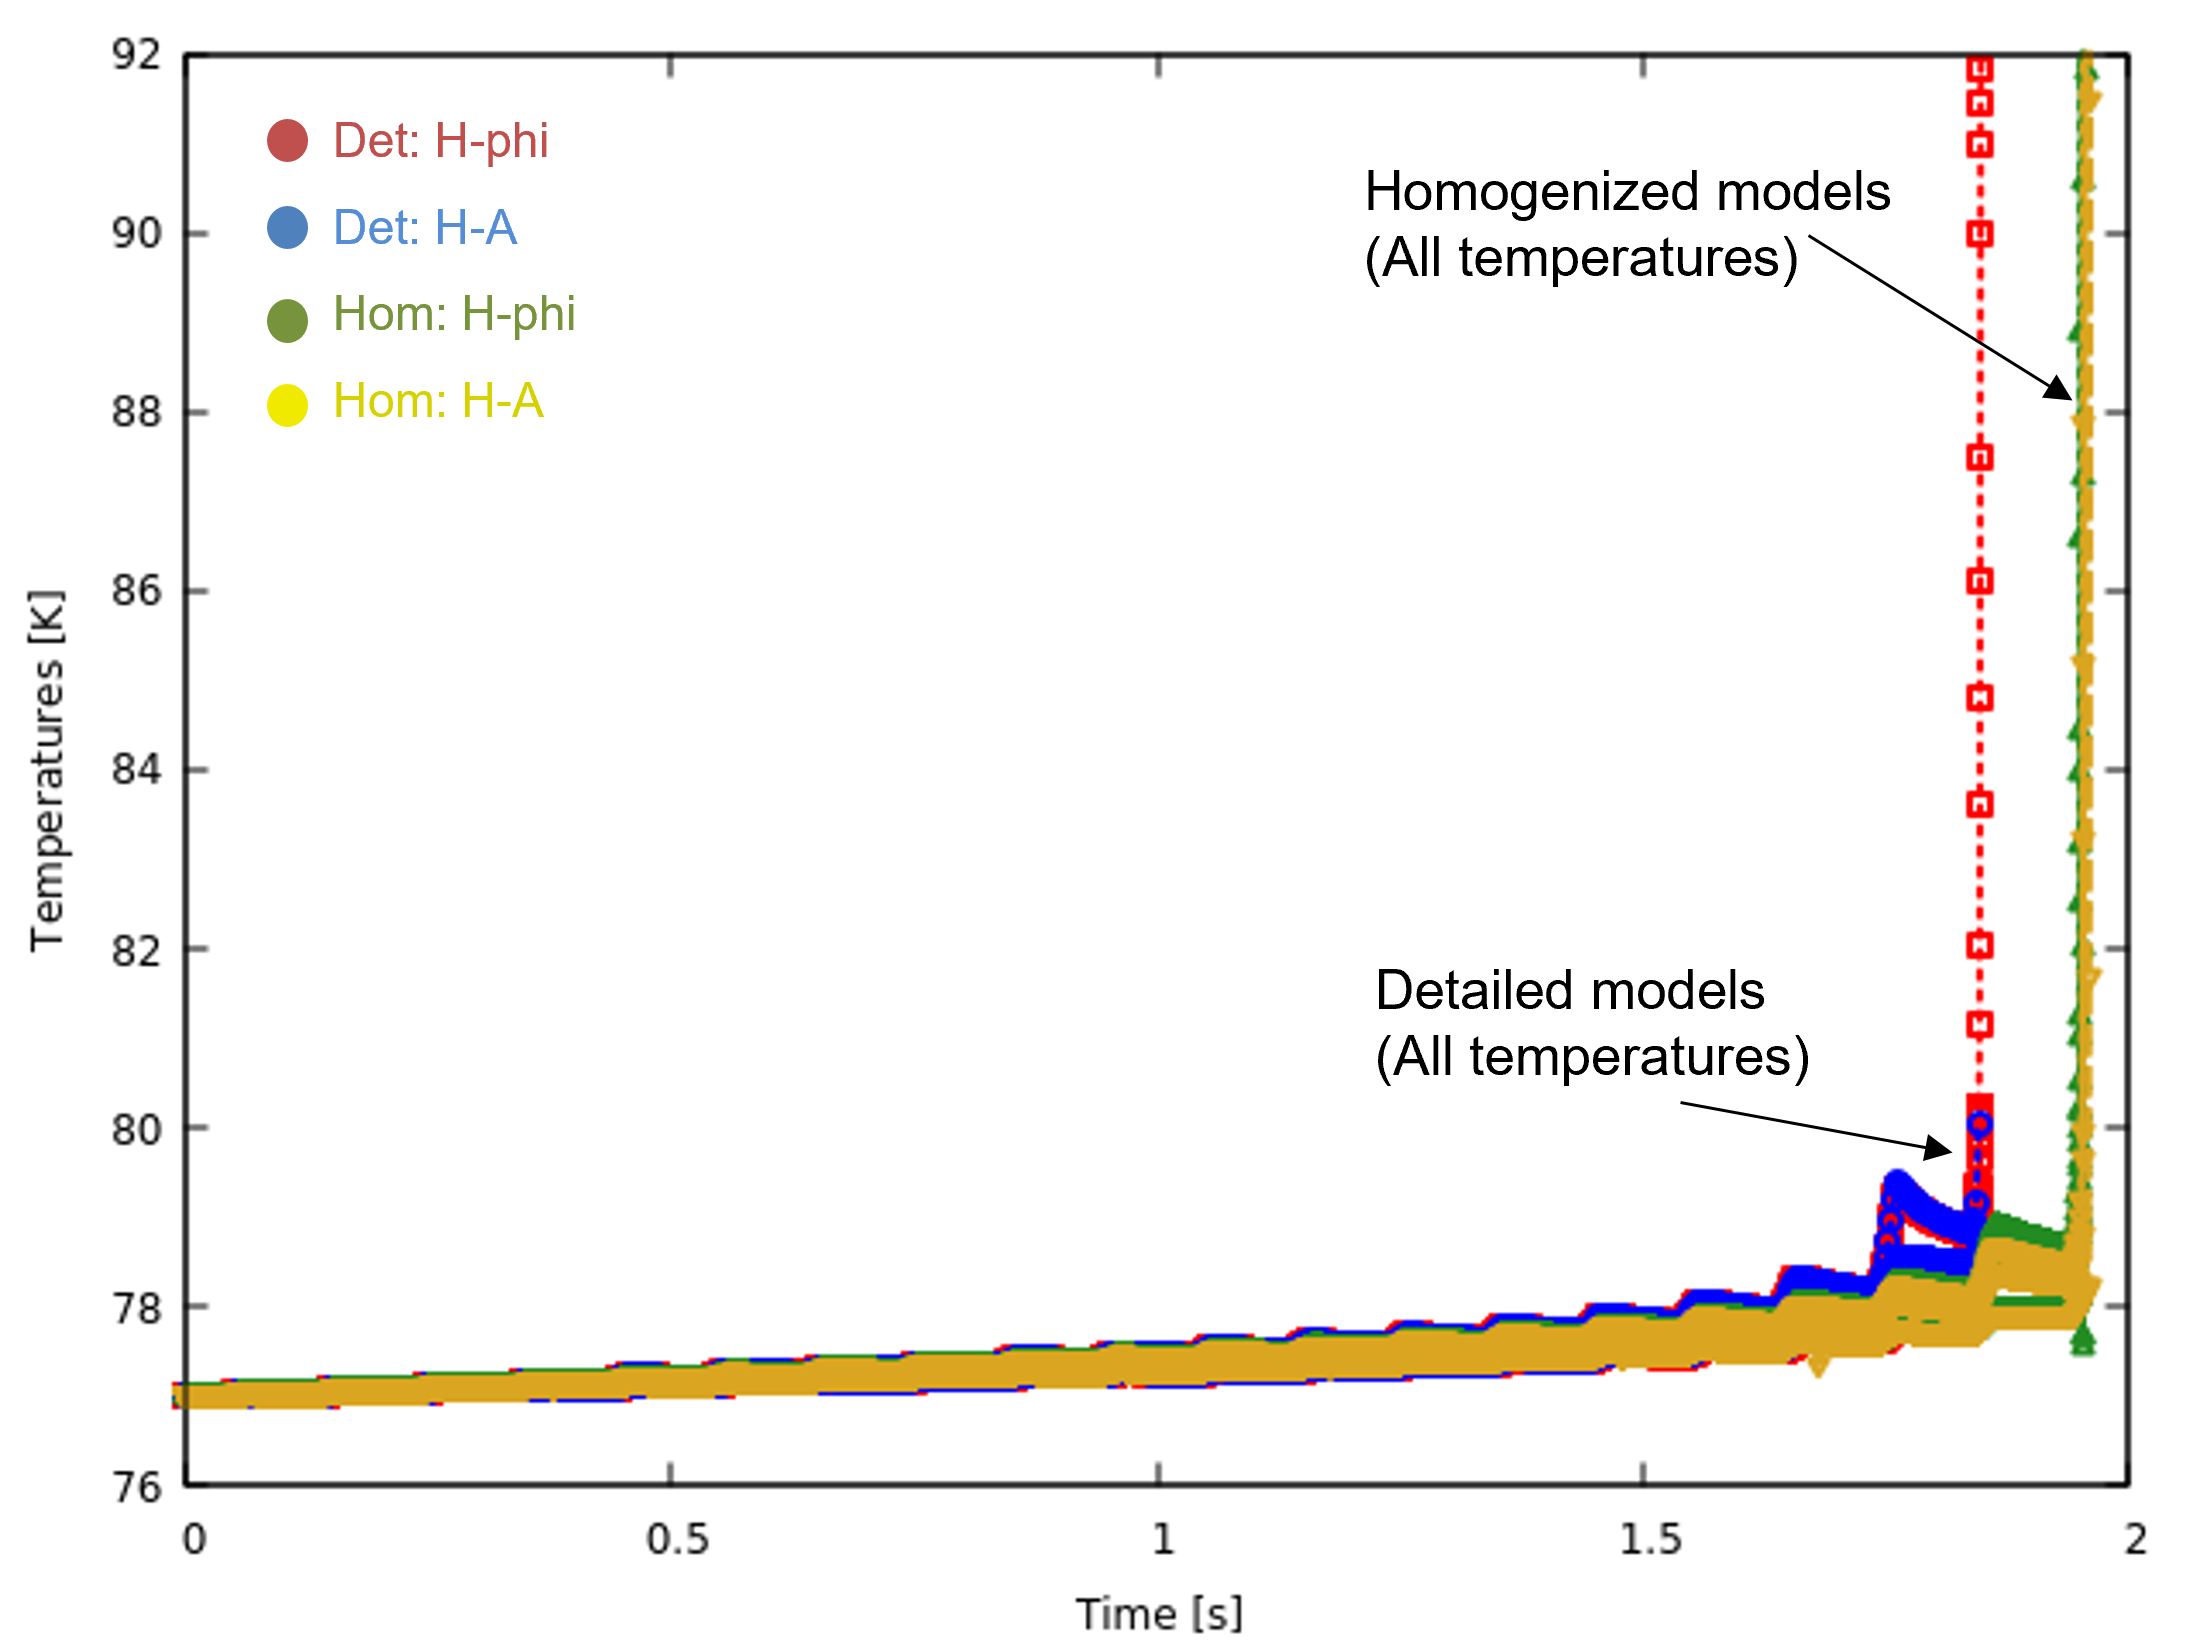 92
90
88
86
84
82
80
78
76
Temperatures [K]
Det: H-phi
Det: H-A
Hom: H-phi
Hom: H-A
Homogenized models
(All temperatures)
Detailed models
(All temperatures)
0 0.5 1 1.5 2
Time [s]